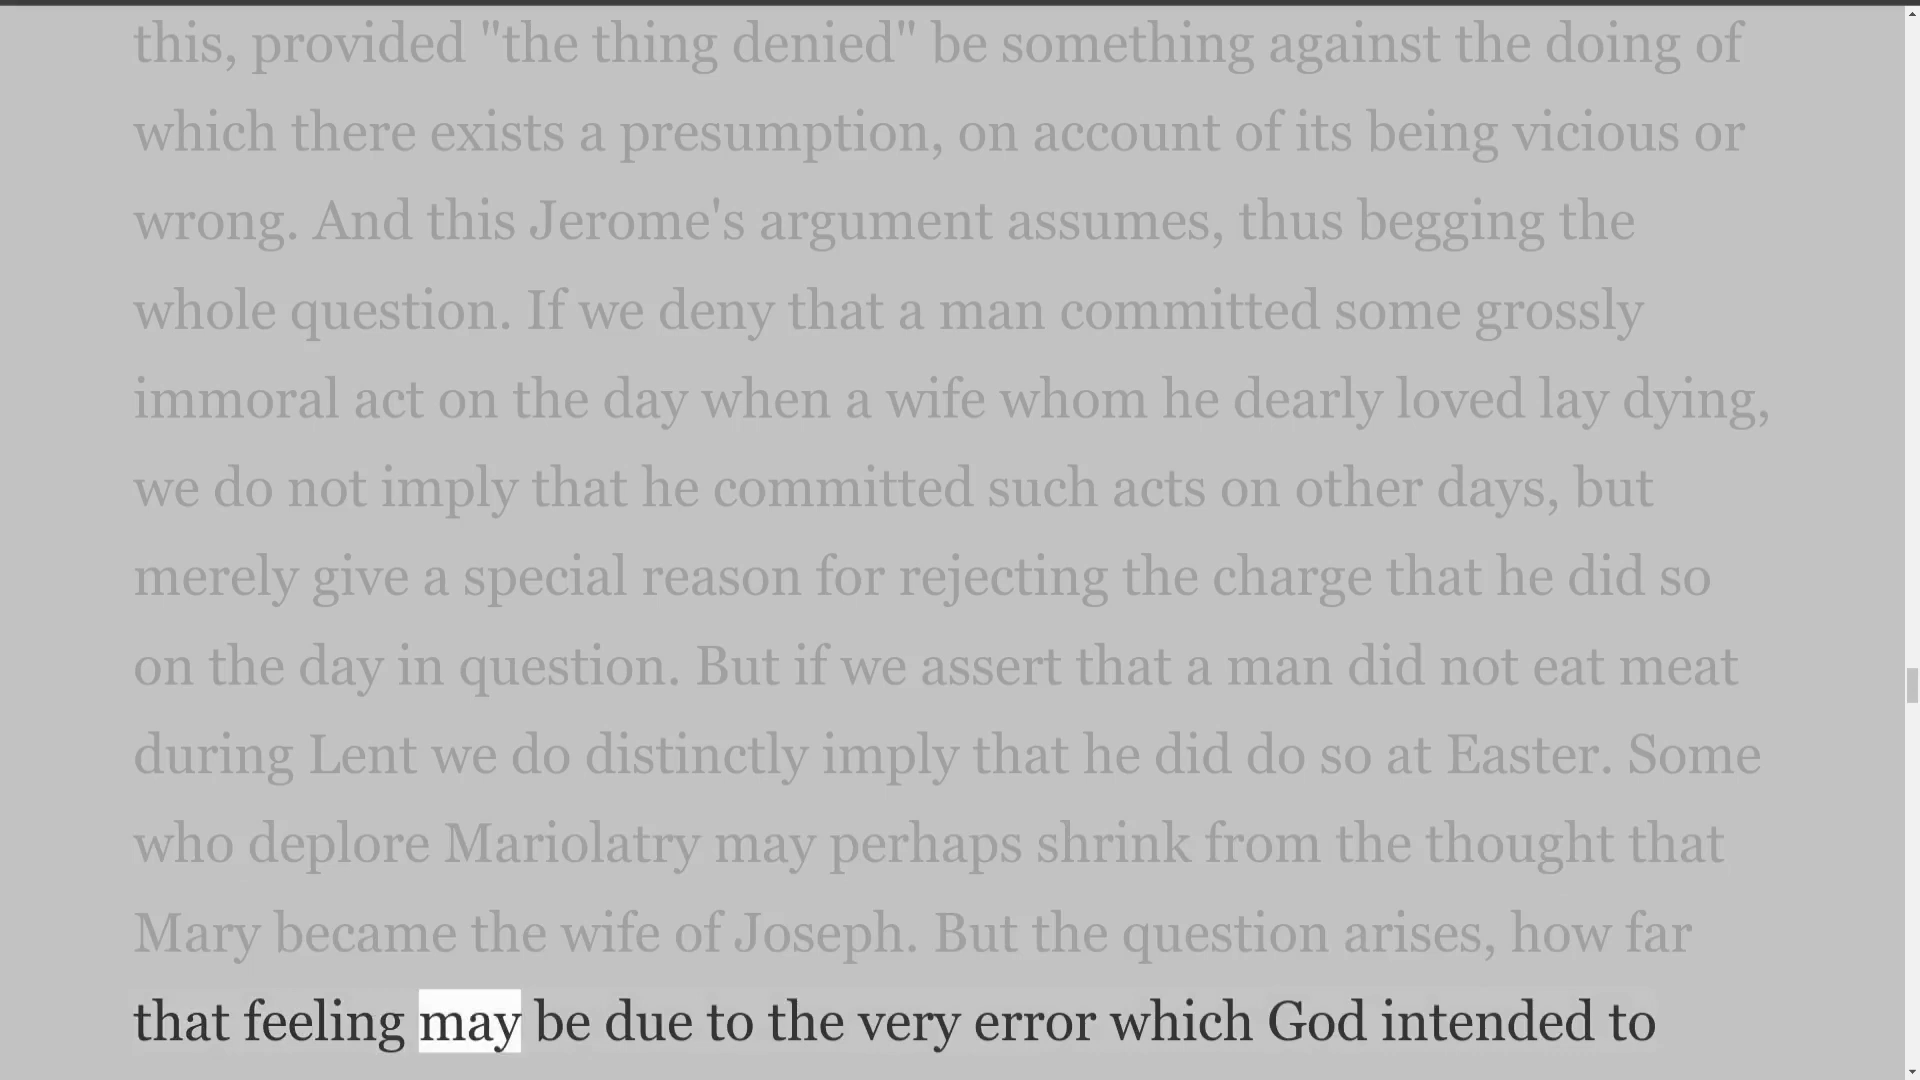 this, provided "the thing denied" be something against the doing of
which there exists a presumption, on account of its being vicious or
wrong. And this Jerome's argument assumes, thus begging the
whole question. If we deny that a man committed some grossly
immoral act on the day when a wife whom he dearly loved lay dying,
we do not imply that he committed such acts on other days, but
merely give a special reason for rejecting the charge that he did so
on the day in question. But if we assert that a man did not eat meat
during Lent we do distinctly imply that he did do so at Easter. Some
who deplore Mariolatry may perhaps shrink from the thought that
Mary became the wife of Joseph. But the question arises, how far
that feeling may be due to the very error which God intended to